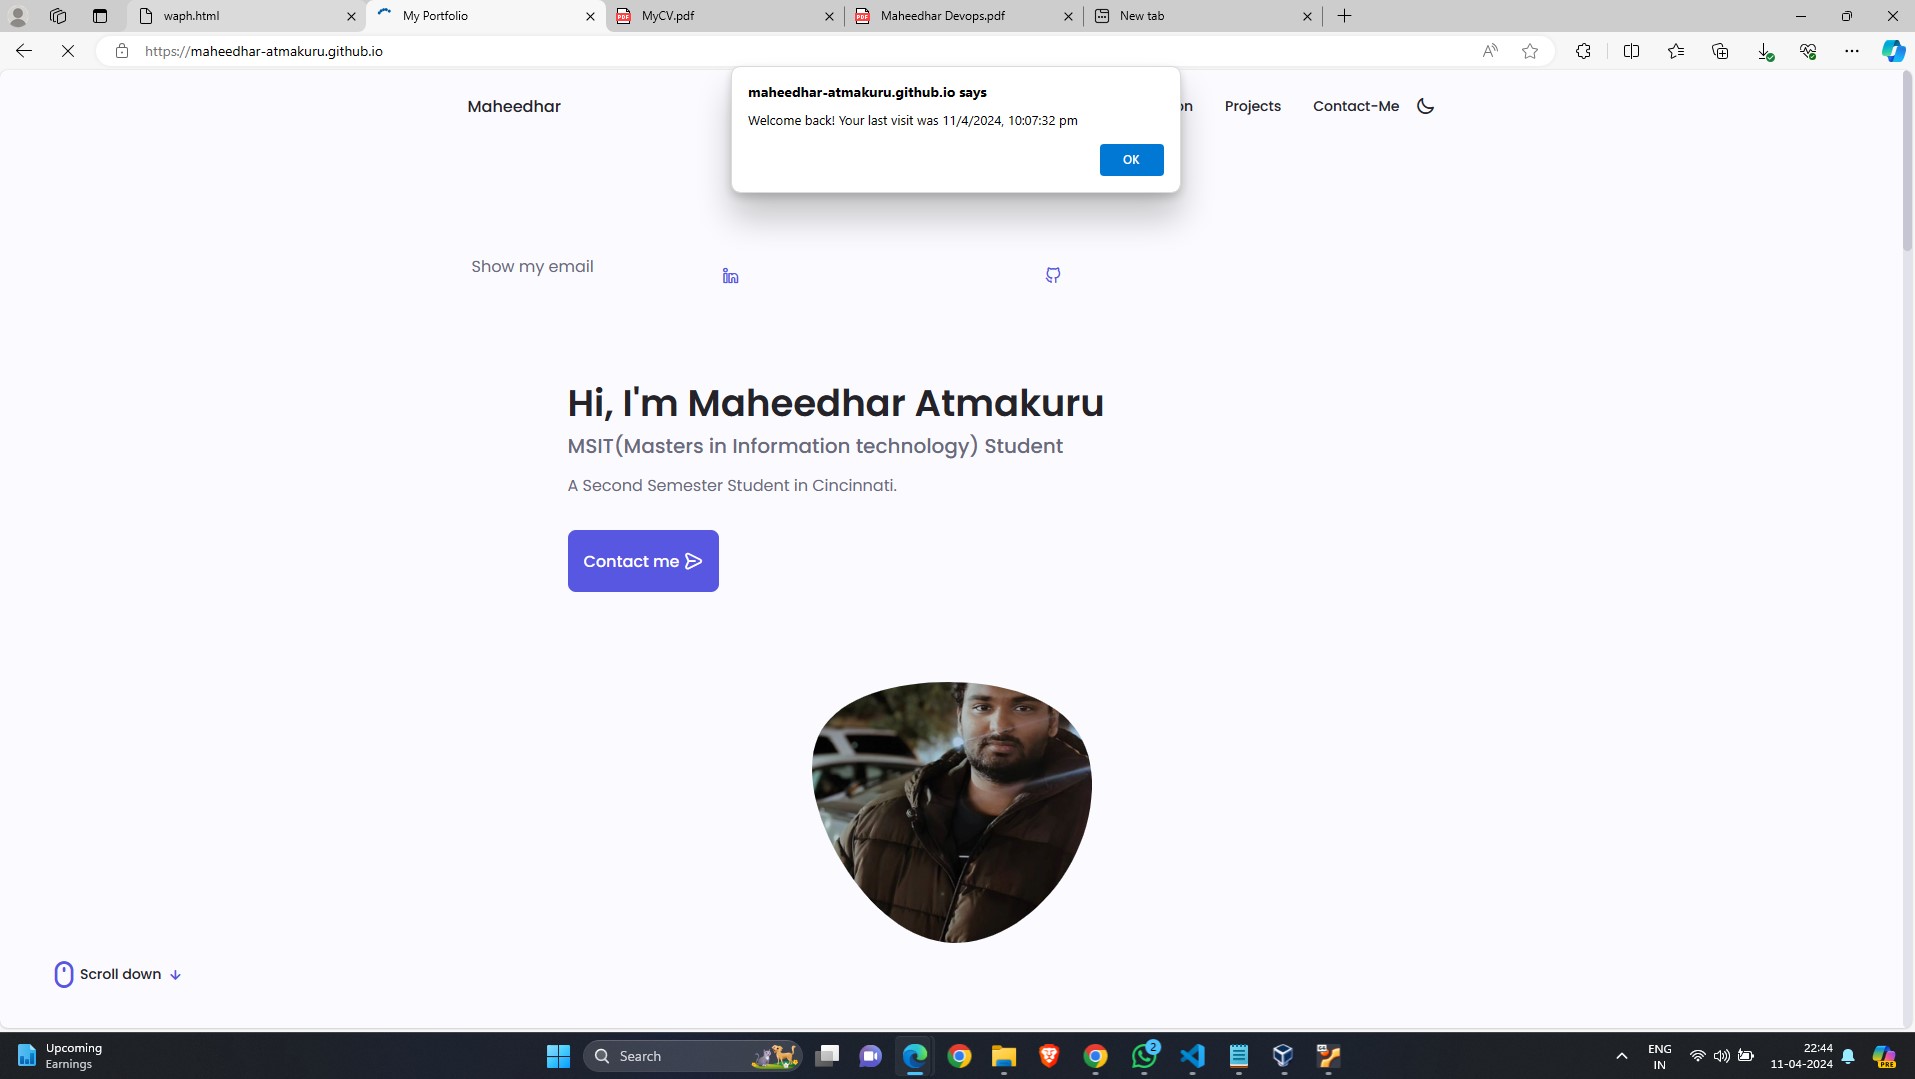 waph.html
My Portfolio
MyCV.pdf
Maheedhar Devops.pdf
New tab
https://maheedhar-atmakuru.github.io
maheedhar-atmakuru.github.io says
Welcome back! Your last visit was 11/4/2024, 10:07:32 pm
OK
Maheedhar
on
Projects
Contact-Me
Show my email
Hi, I'm Maheedhar Atmakuru
MSIT(Masters in Information technology) Student
A Second Semester Student in Cincinnati.
Contact me
Scroll down
Upcoming
Earnings
Search
2
ENG
IN
22:44
11-04-2024
PRE